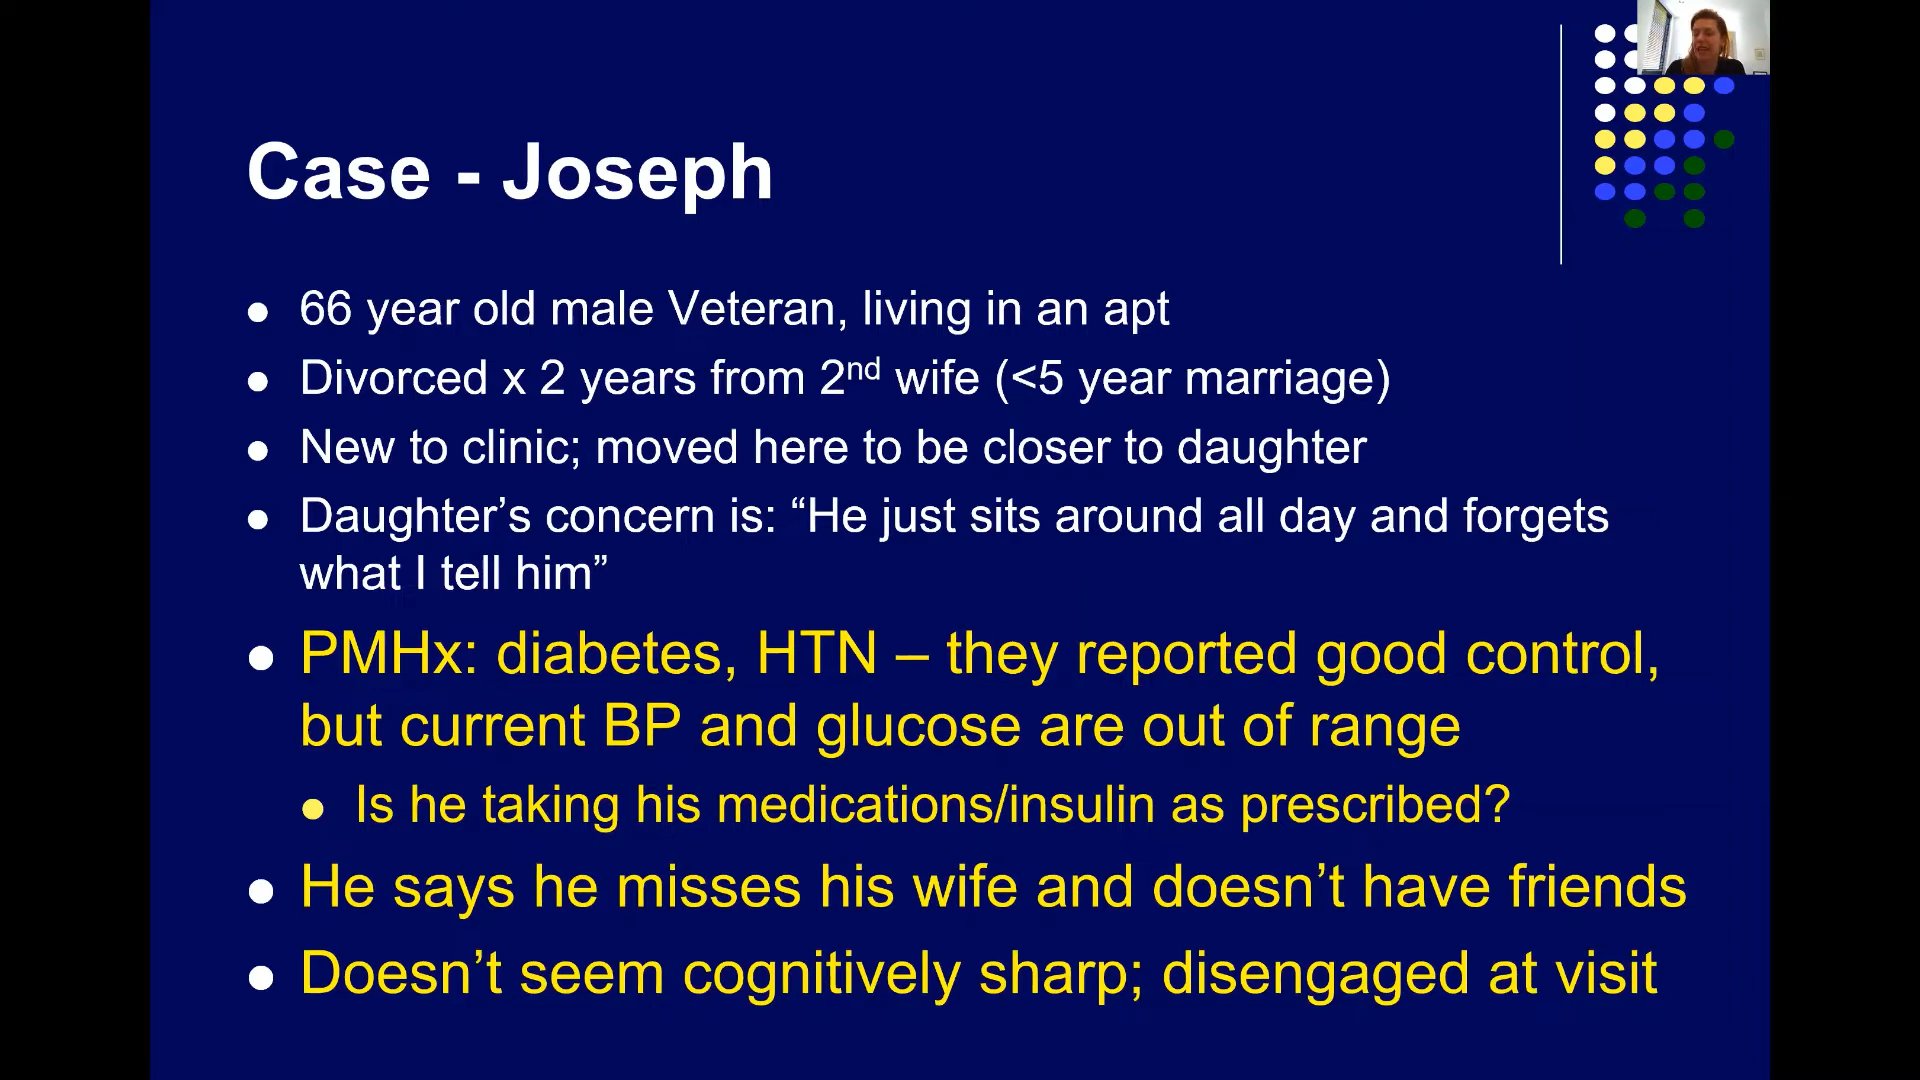 Case - Joseph
66 year old male Veteran, living in an apt
Divorced x 2 years from 2nd wife (<5 year marriage)
New to clinic; moved here to be closer to daughter
Daughter’s concern is: “He just sits around all day and forgets
what I tell him”
PMHx: diabetes, HTN – they reported good control,
but current BP and glucose are out of range
Is he taking his medications/insulin as prescribed?
He says he misses his wife and doesn’t have friends
Doesn’t seem cognitively sharp; disengaged at visit